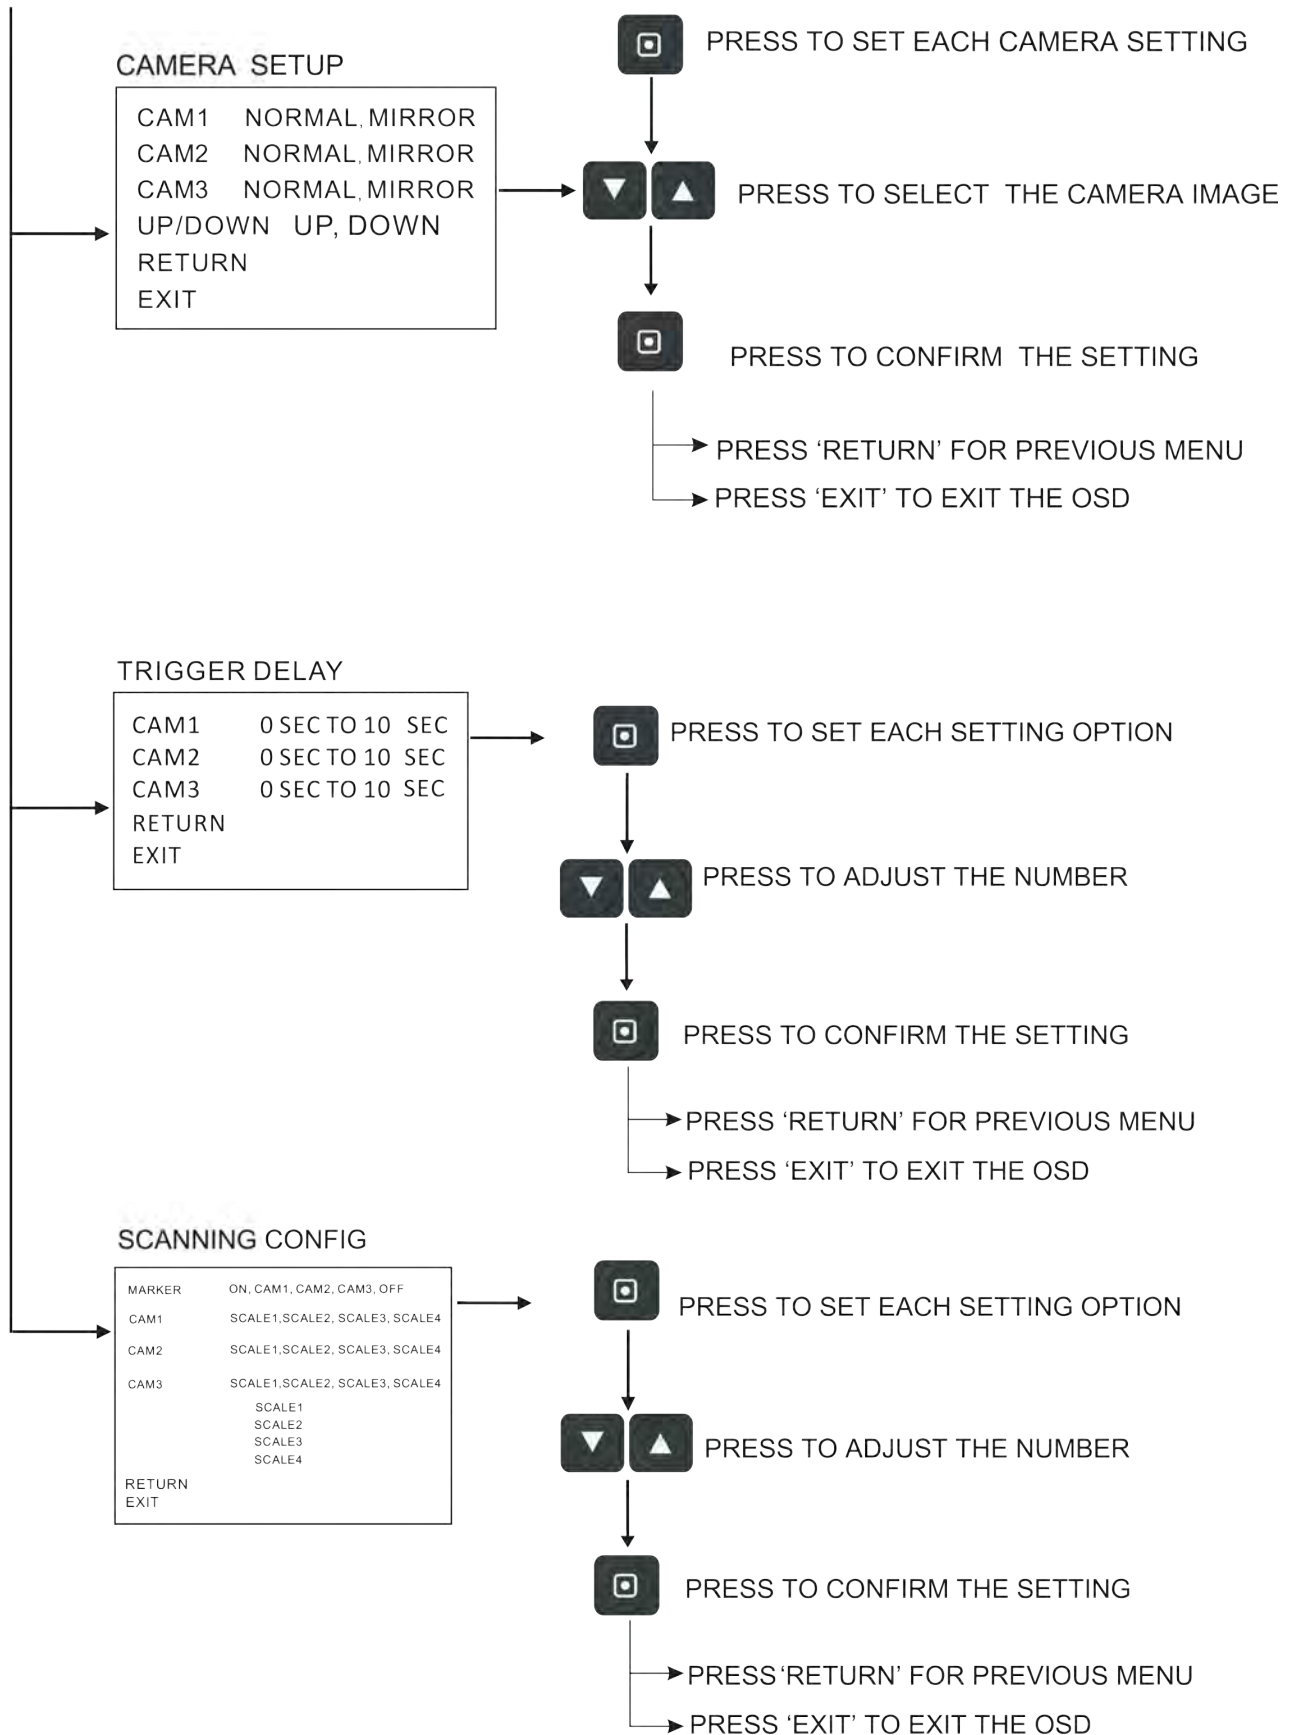 PRESS TO SET EACH CAMERA SETTING
CAMERA SETUP
CAM1 NORMAL, MIRROR
CAM2 NORMAL, MIRROR
CAM3 NORMAL, MIRROR
UP/DOWN UP, DOWN
RETURN
EXIT
PRESS TO SELECT THE CAMERA IMAGE
PRESS TO CONFIRM THE SETTING
PRESS ‘RETURN’ FOR PREVIOUS MENU
PRESS ‘EXIT’ TO EXIT THE OSD
TRIGGER DELAY
CAM1 0 SEC TO 10 SEC
CAM2 0 SEC TO 10 SEC
CAM3 0 SEC TO 10 SEC
RETURN
EXIT
PRESS TO SET EACH SETTING OPTION
PRESS TO ADJUST THE NUMBER
PRESS TO CONFIRM THE SETTING
PRESS ‘RETURN’ FOR PREVIOUS MENU
PRESS ‘EXIT’ TO EXIT THE OSD
SCANNING CONFIG
MARKER ON, CAM1, CAM2, CAM3, OFF
CAM1 SCALE1,SCALE2, SCALE3, SCALE4
CAM2 SCALE1,SCALE2, SCALE3, SCALE4
CAM3 SCALE1,SCALE2, SCALE3, SCALE4
SCALE1
SCALE2
SCALE3
SCALE4
RETURN
EXIT
PRESS TO SET EACH SETTING OPTION
PRESS TO ADJUST THE NUMBER
PRESS TO CONFIRM THE SETTING
PRESS ‘RETURN’ FOR PREVIOUS MENU
PRESS ‘EXIT’ TO EXIT THE OSD